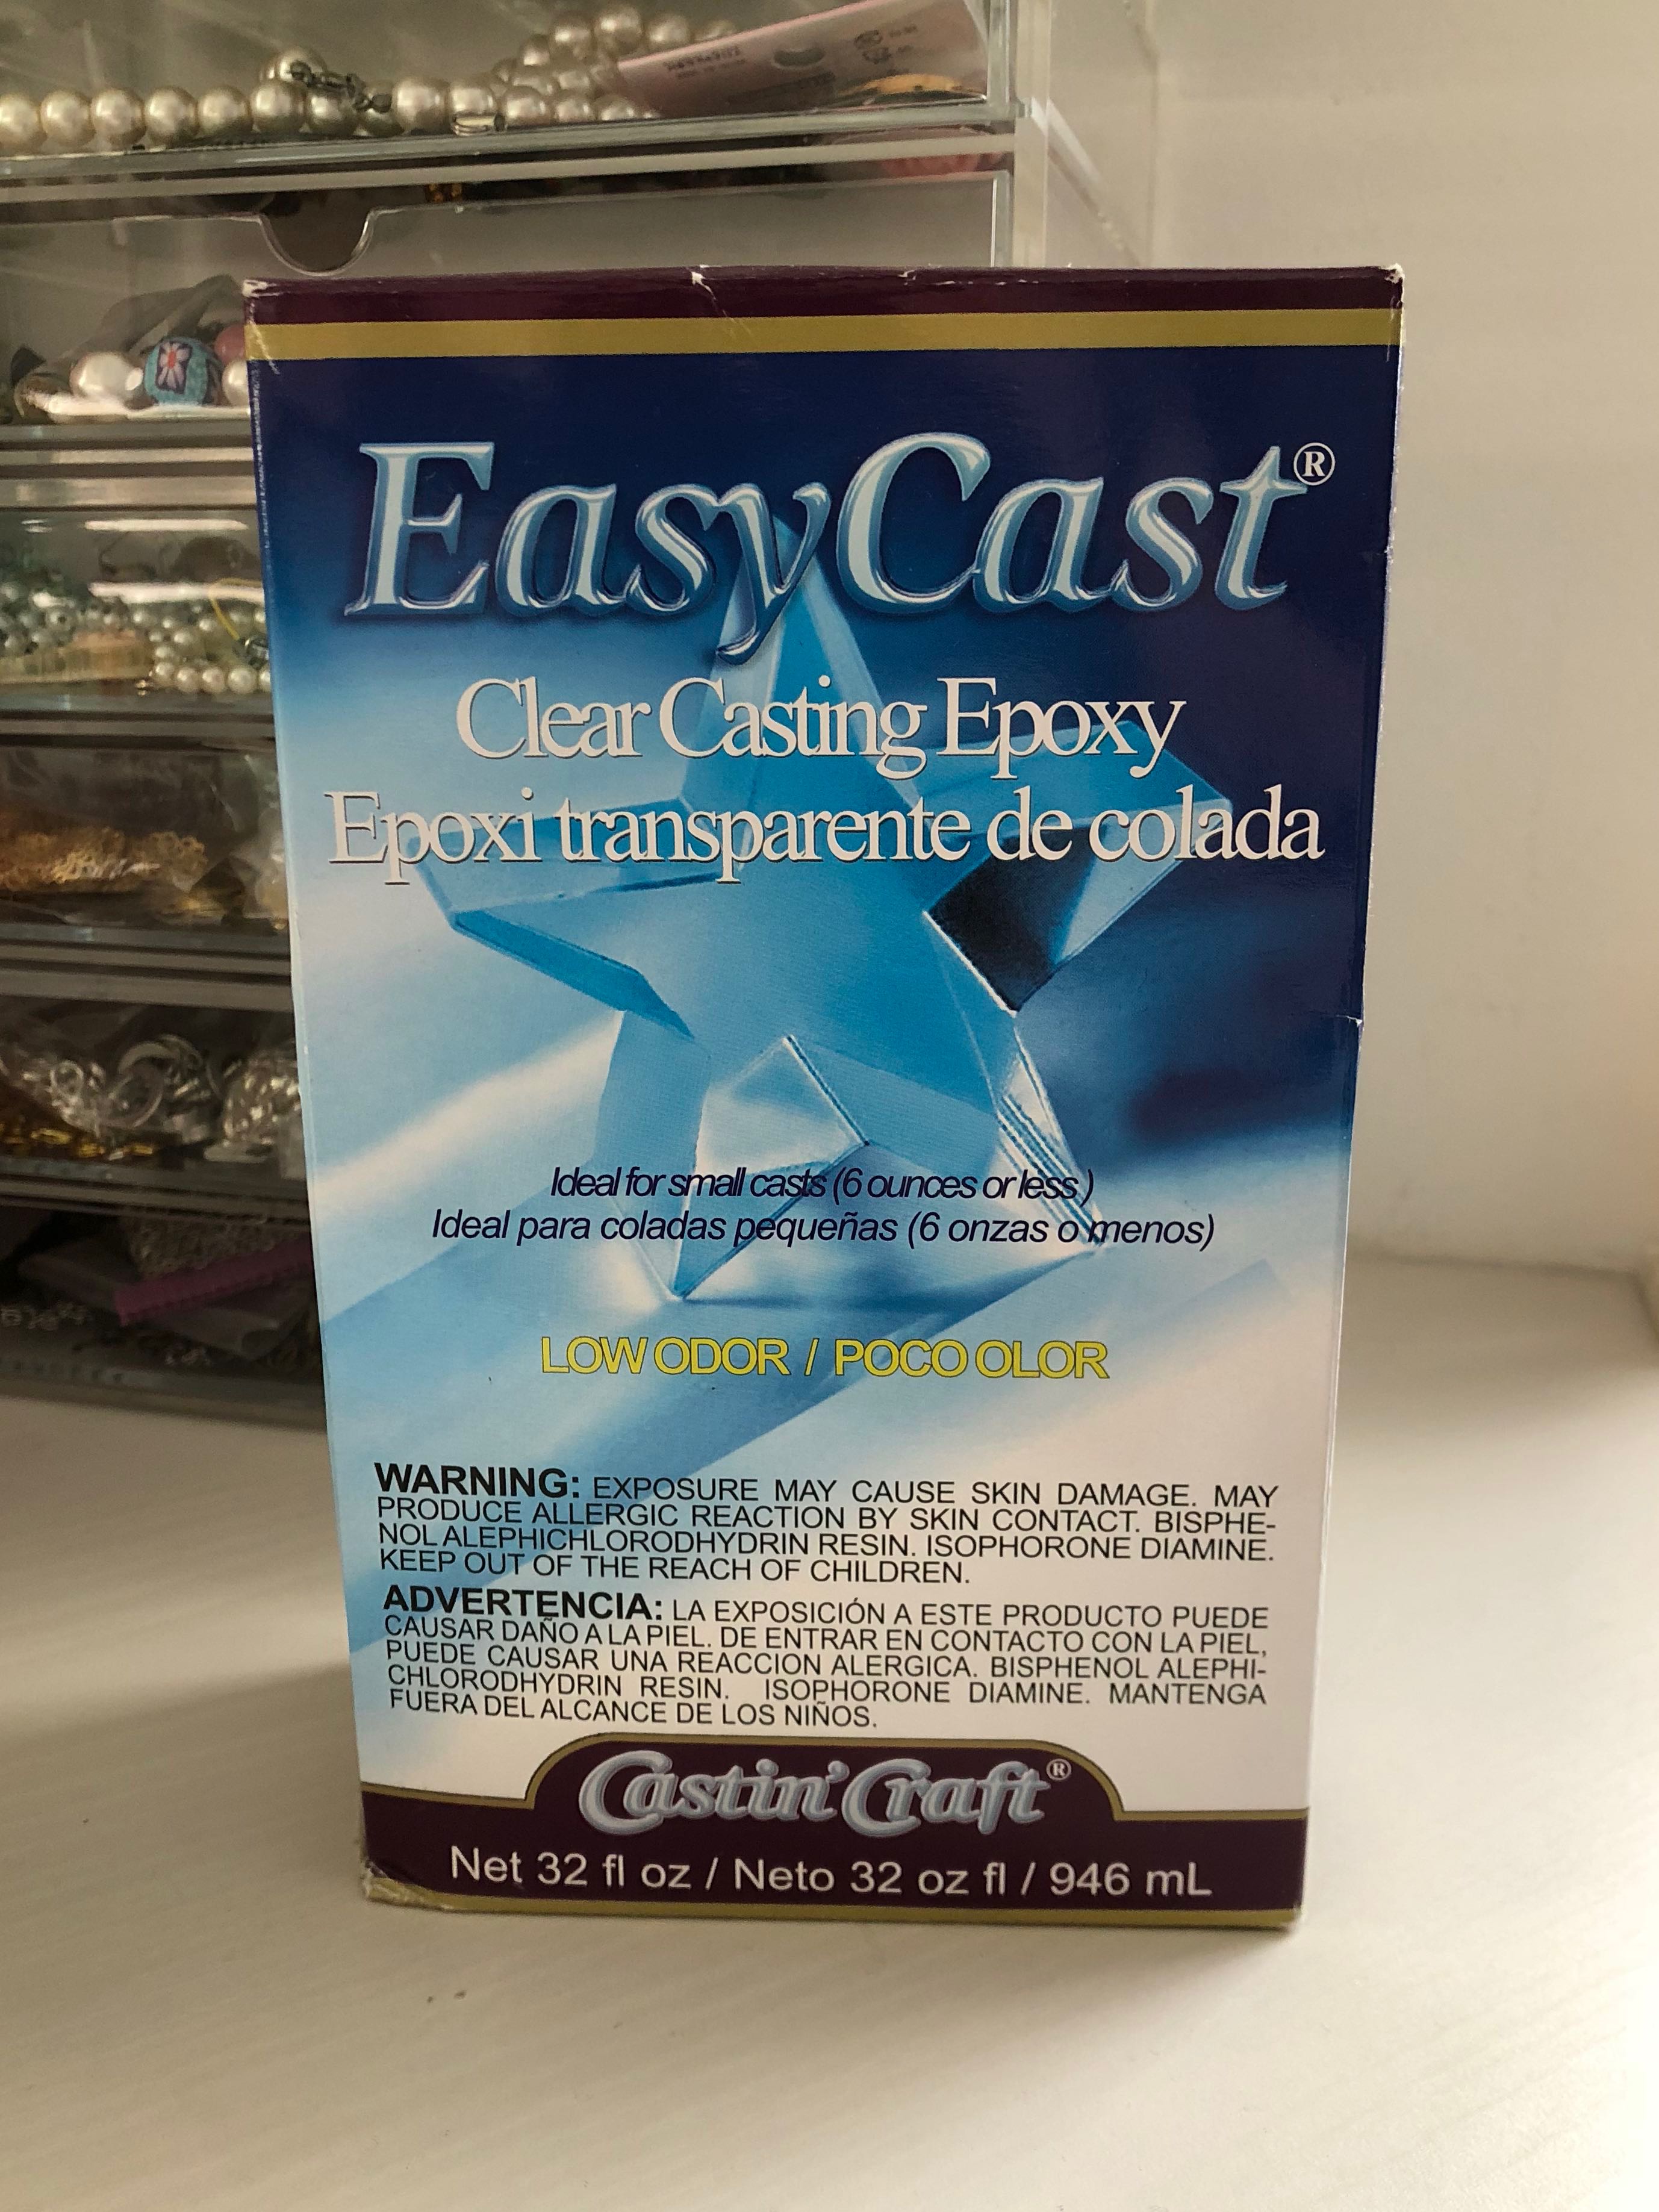 EasyCast®
Clear Casting Epoxy
Epoxi transparente de colada
Ideal for small casts (6 ounces or less)
Ideal para coladas pequeñas (6 onzas o menos)
LOW ODOR / POCO OLOR
WARNING: EXPOSURE MAY CAUSE SKIN DAMAGE. MAY
PRODUCE ALLERGIC REACTION BY SKIN CONTACT. BISPHE-
NOL ALEPHICHLORODHYDRIN RESIN. ISOPHORONE DIAMINE.
KEEP OUT OF THE REACH OF CHILDREN.
ADVERTENCIA: LA EXPOSICIÓN A ESTE PRODUCTO PUEDE
CAUSAR DAÑO A LA PIEL. DE ENTRAR EN CONTACTO CON LA PIEL,
PUEDE CAUSAR UNA REACCION ALERGICA. BISPHENOL ALEPHI-
CHLORODHYDRIN RESIN. ISOPHORONE DIAMINE. MANTENGA
FUERA DEL ALCANCE DE LOS NIÑOS.
Castin' Craft®
Net 32 fl oz / Neto 32 oz fl / 946 mL